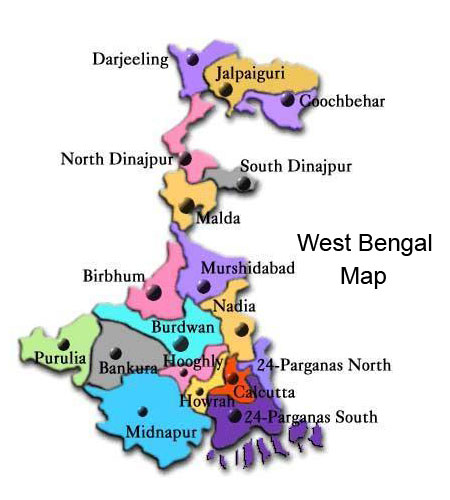 Darjeeling
Jalpaiguri
Coochbehar
North Dinajpur
South Dinajpur
Malda
West Bengal
Map
Murshidabad
Birbhum
Nadia
Burdwan
Purulia
Bankura
Hooghly
24-Parganas North
Calcutta
Howrah
24-Parganas South
Midnapur